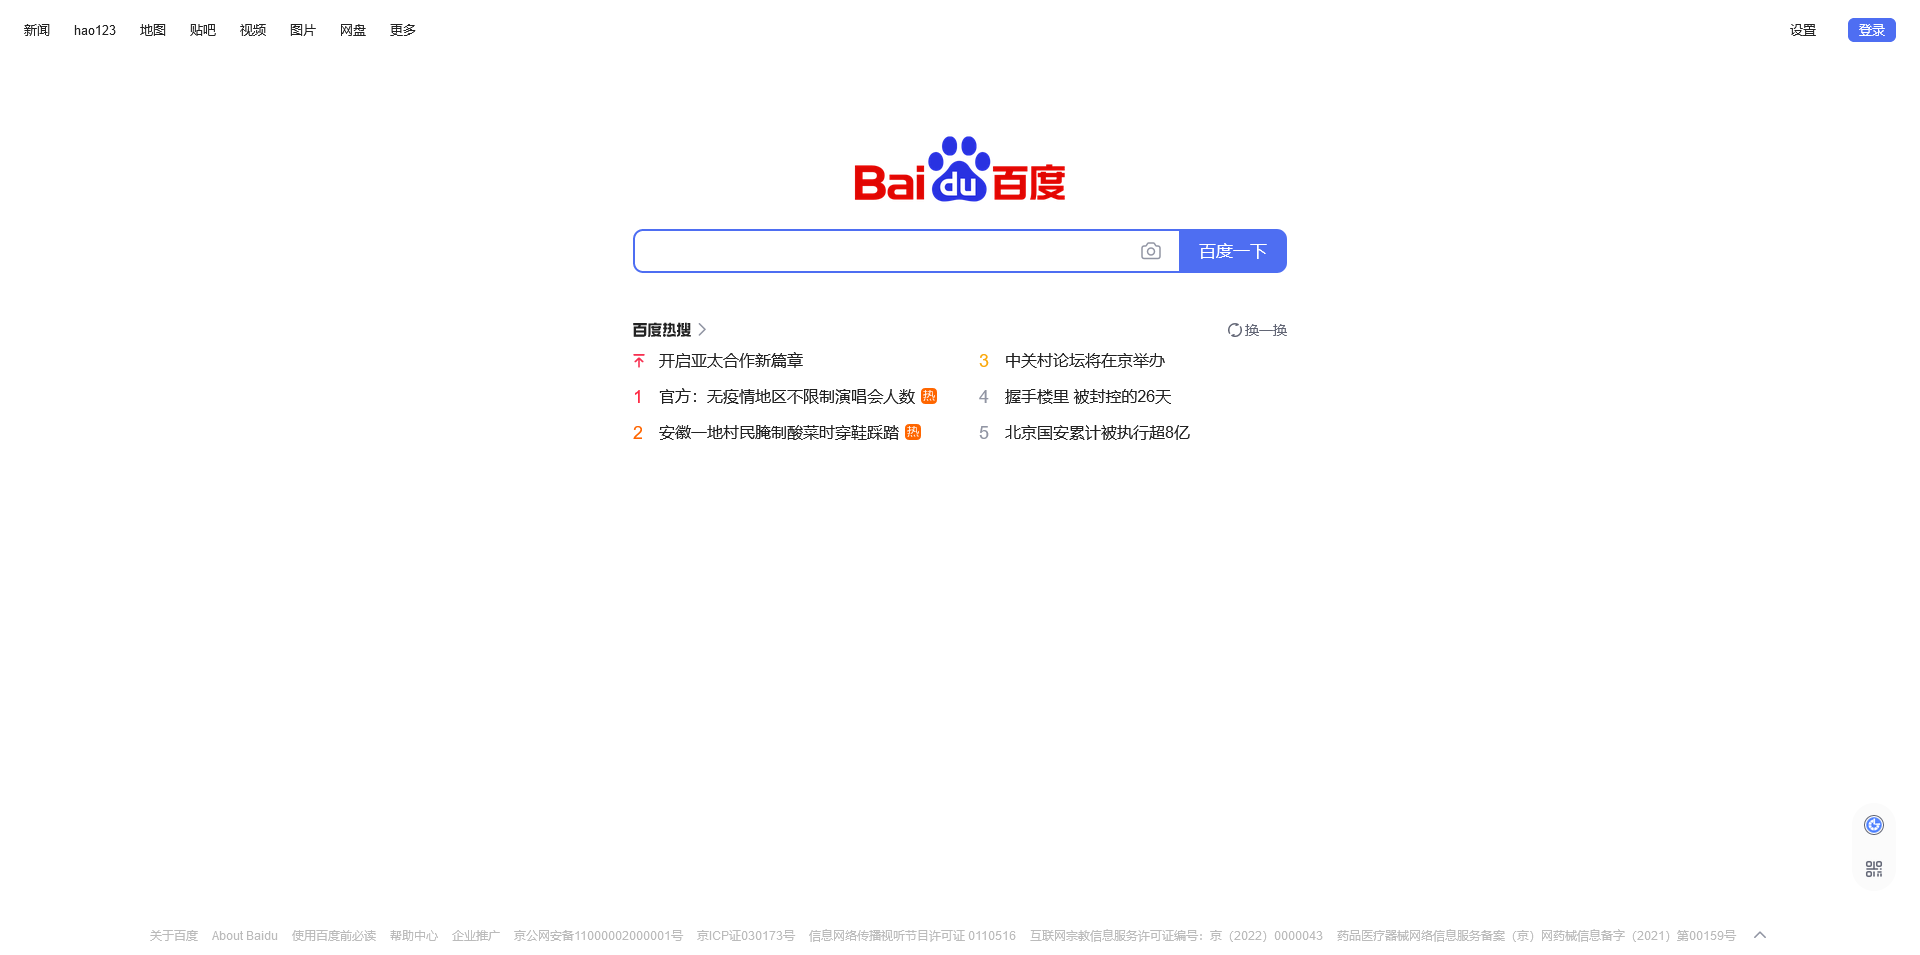 新闻 hao123 地图 贴吧 视频 图片 网盘 更多 设置 登录
Baidu百度
百度一下
百度热搜 换一换
开启亚太合作新篇章
1 官方：无疫情地区不限制演唱会人数 热
2 安徽一地村民腌制酸菜时穿鞋踩踏 热
3 中关村论坛将在京举办
4 握手楼里 被封控的26天
5 北京国安累计被执行超8亿
关于百度 About Baidu 使用百度前必读 帮助中心 企业推广 京公网安备11000002000001号 京ICP证030173号 信息网络传播视听节目许可证 0110516 互联网宗教信息服务许可证编号：京（2022）0000043 药品医疗器械网络信息服务备案（京）网药械信息备字（2021）第00159号